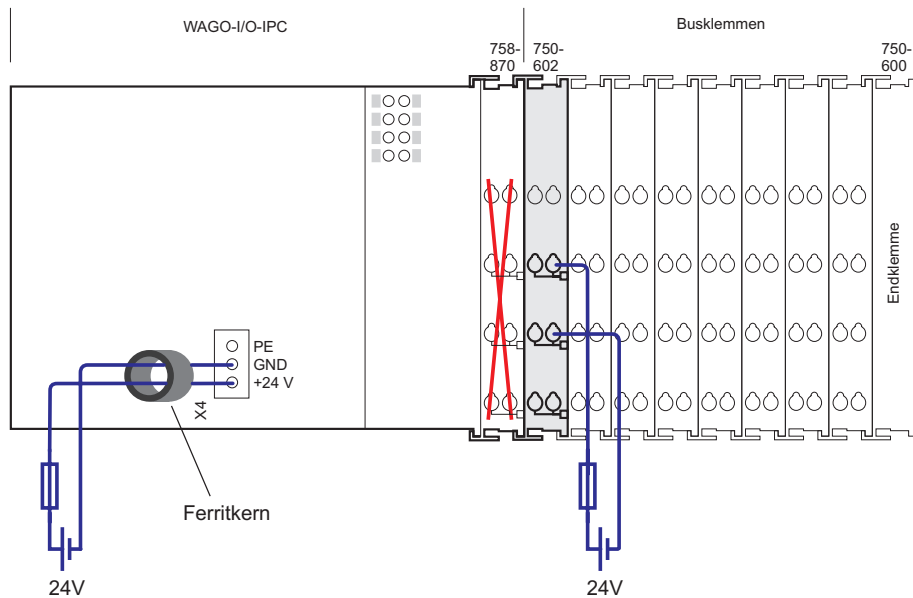 WAGO-I/O-IPC
Busklemmen
758-
870
750-
602
750-
600
Endklemme
PE
GND
+24 V
X4
Ferritkern
24V
24V